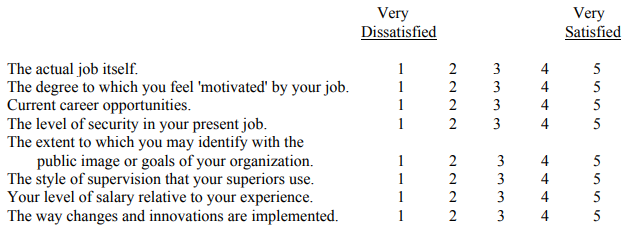 Very Very
Dissatisfied Satisfied
The actual job itself. 1 2 3 4 5
The degree to which you feel 'motivated' by your job. 1 2 3 4 5
Current career opportunities. 1 2 3 4 5
The level of security in your present job. 1 2 3 4 5
The extent to which you may identify with the
public image or goals of your organization. 1 2 3 4 5
The style of supervision that your superiors use. 1 2 3 4 5
Your level of salary relative to your experience. 1 2 3 4 5
The way changes and innovations are implemented. 1 2 3 4 5